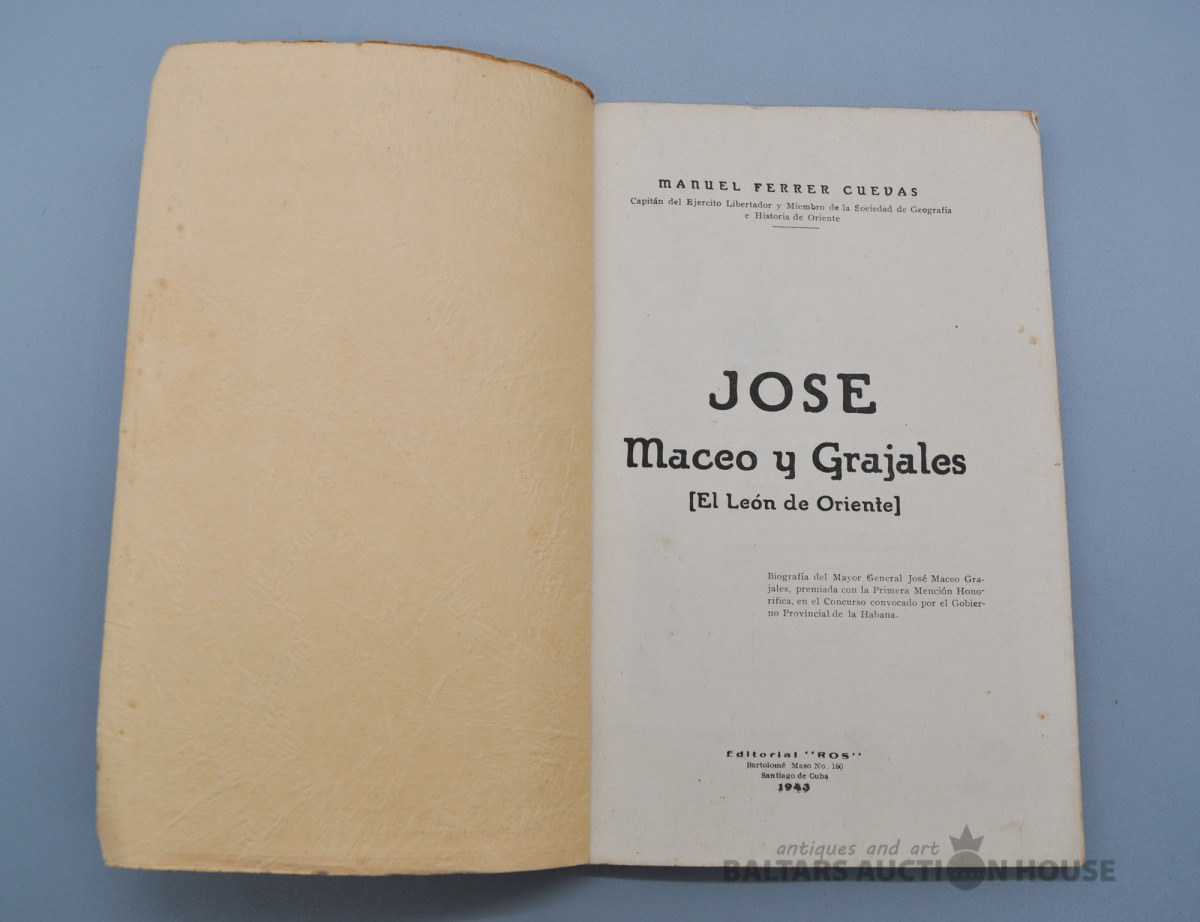 MANUEL FERRER CUEVAS
Capitán del Ejercito Libertador y Miembro de la Sociedad de Geografía
e Historia de Oriente
JOSE
Maceo y Grajales
[El León de Oriente]
Biografía del Mayor General José Maceo Gra-
jales, premiada con la Primera Mención Hono-
rifica, en el Concurso convocado por el Gobier-
no Provincial de la Habana.
Editorial "ROS"
Bartolomé Maso No. 160
Santiago de Cuba
1943
antiques and art
BALTARS AUCTION HOUSE